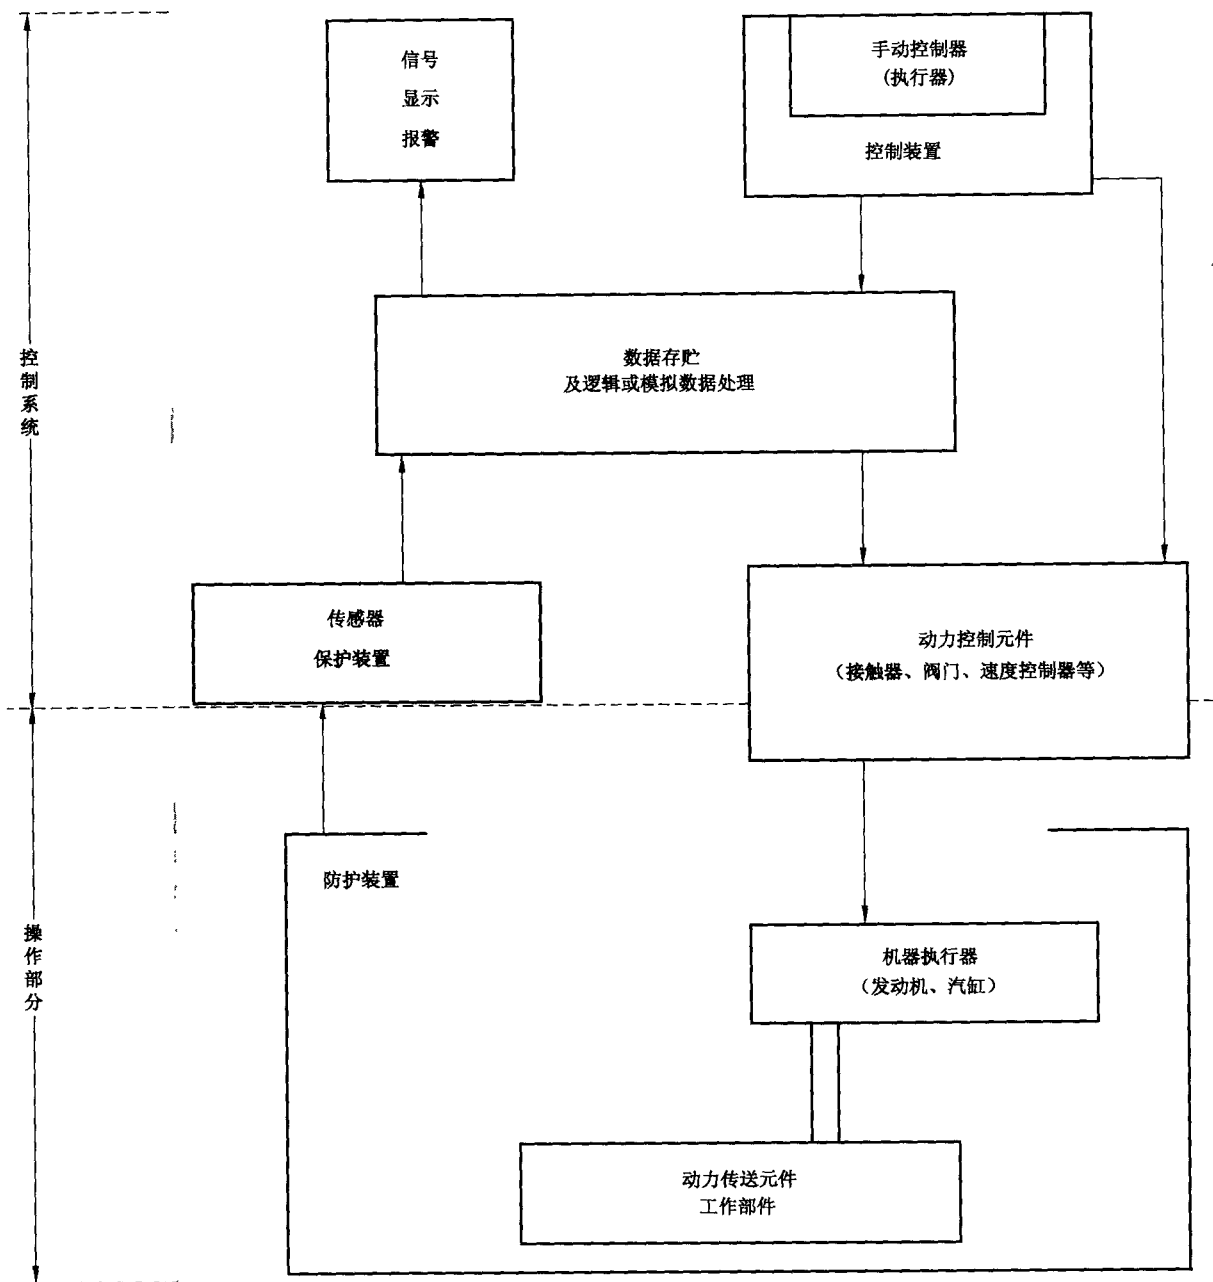 信号
显示
报警
手动控制器
(执行器)
控制装置
数据存贮
及逻辑或模拟数据处理
控制系统
传感器
保护装置
动力控制元件
（接触器、阀门、速度控制器等）
防护装置
操作部分
机器执行器
（发动机、汽缸）
动力传送元件
工作部件